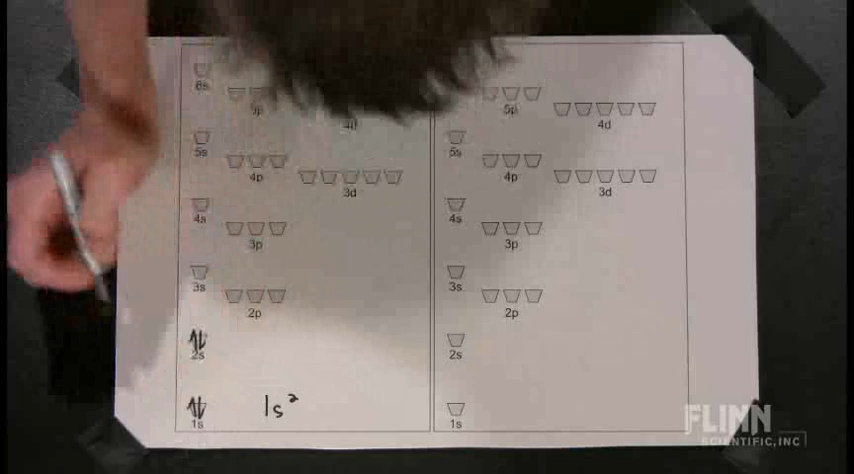 6s
5p
4d
5s
4p
3d
4s
3p
3s
2p
2s
1s
1s²
5p
4d
5s
4p
3d
4s
3p
3s
2p
2s
1s
FLINN
SCIENTIFIC, INC